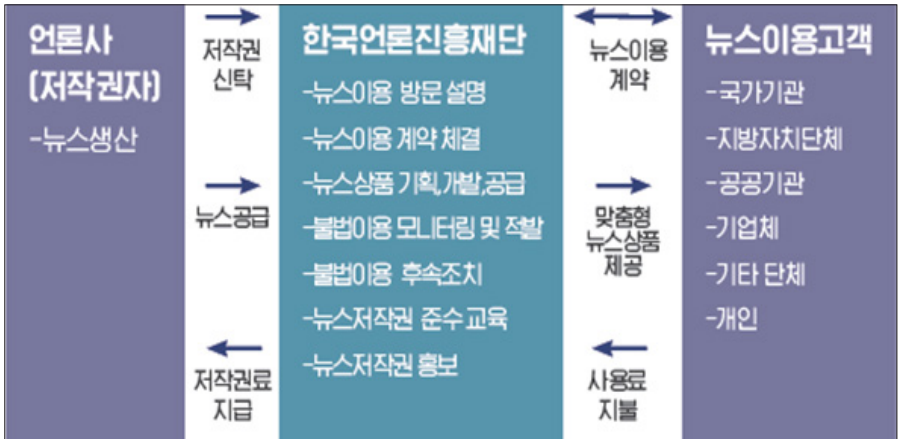 언론사
(저작권자)
-뉴스생산
저작권
신탁
뉴스공급
저작권료
지급
한국언론진흥재단
-뉴스이용 방문 설명
-뉴스이용 계약 체결
-뉴스상품 기획,개발,공급
-불법이용 모니터링 및 적발
-불법이용 후속조치
-뉴스저작권 준수 교육
-뉴스저작권 홍보
뉴스이용
계약
맞춤형
뉴스상품
제공
사용료
지불
뉴스이용고객
-국가기관
-지방자치단체
-공공기관
-기업체
-기타 단체
-개인